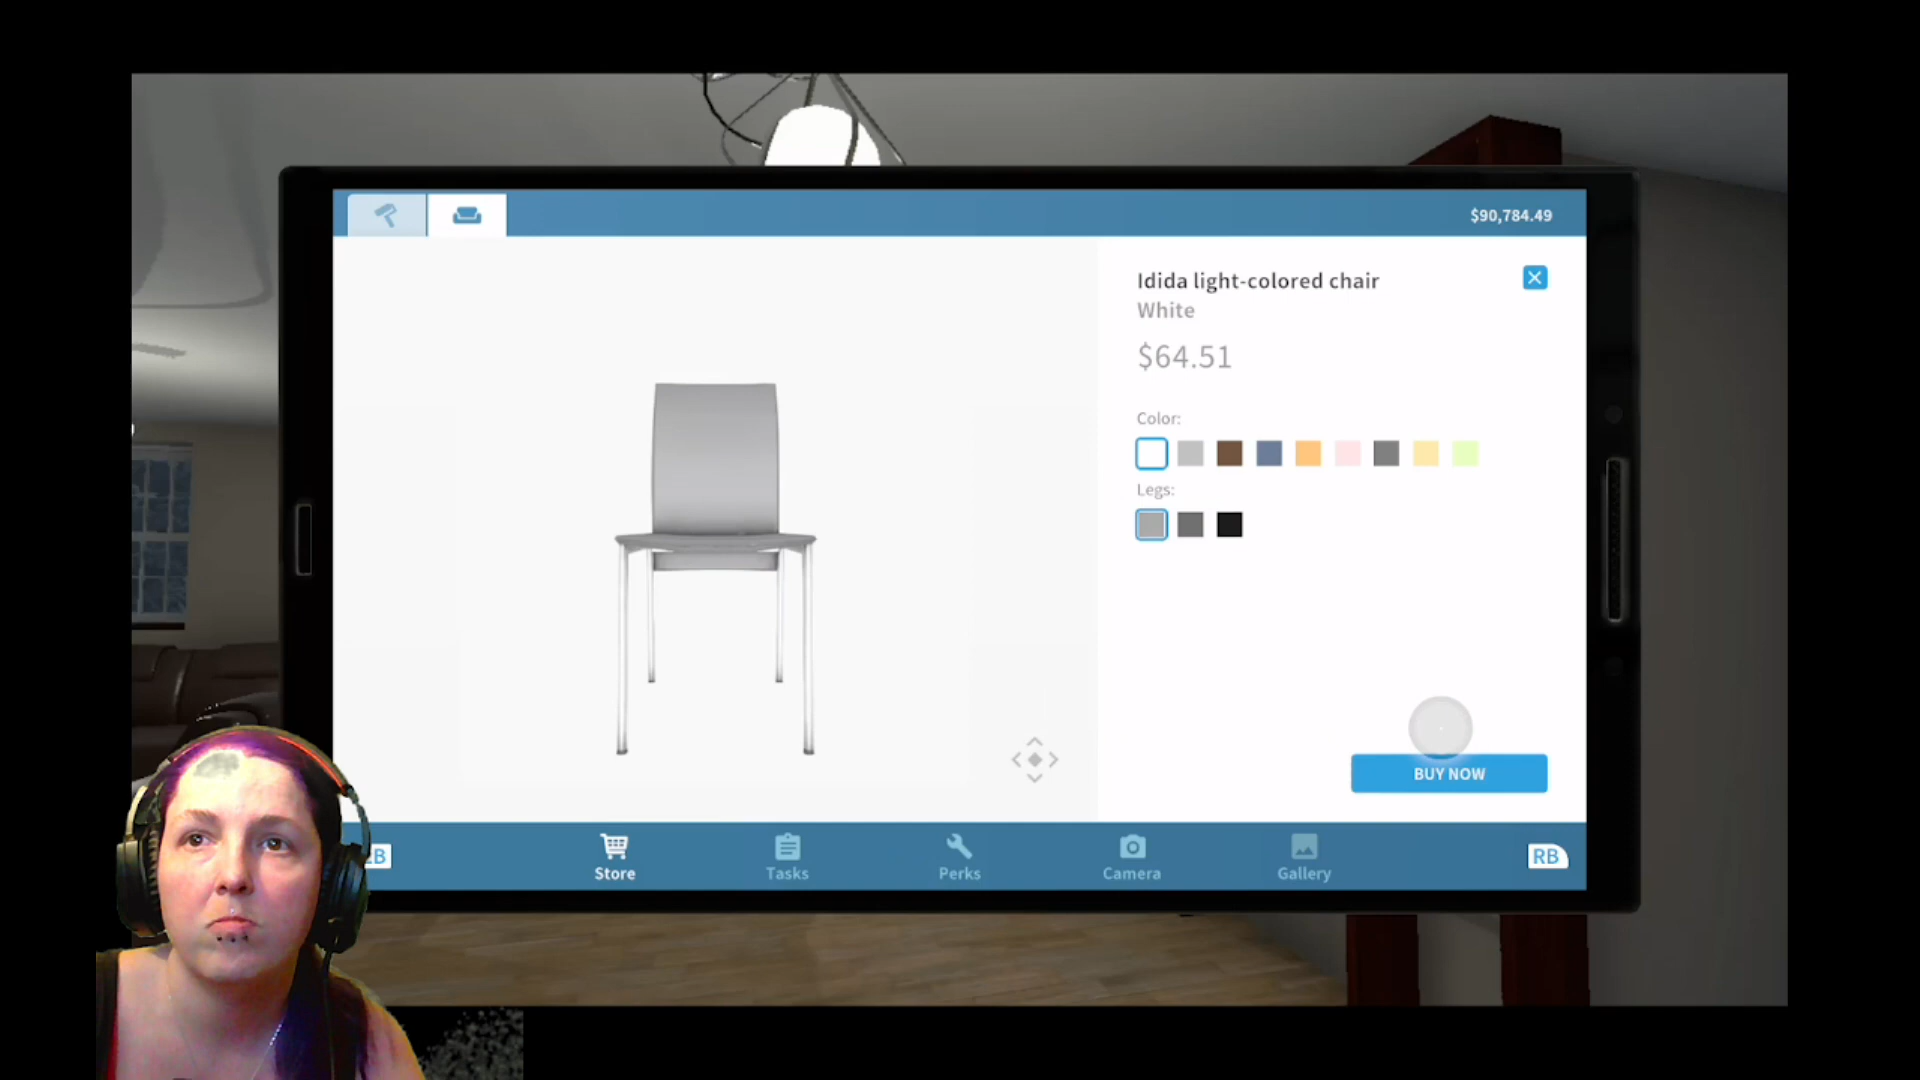 $90,784.49
Idida light-colored chair
White
$64.51
Color:
Legs:
BUY NOW
B
Store
Tasks
Perks
Camera
Gallery
RB